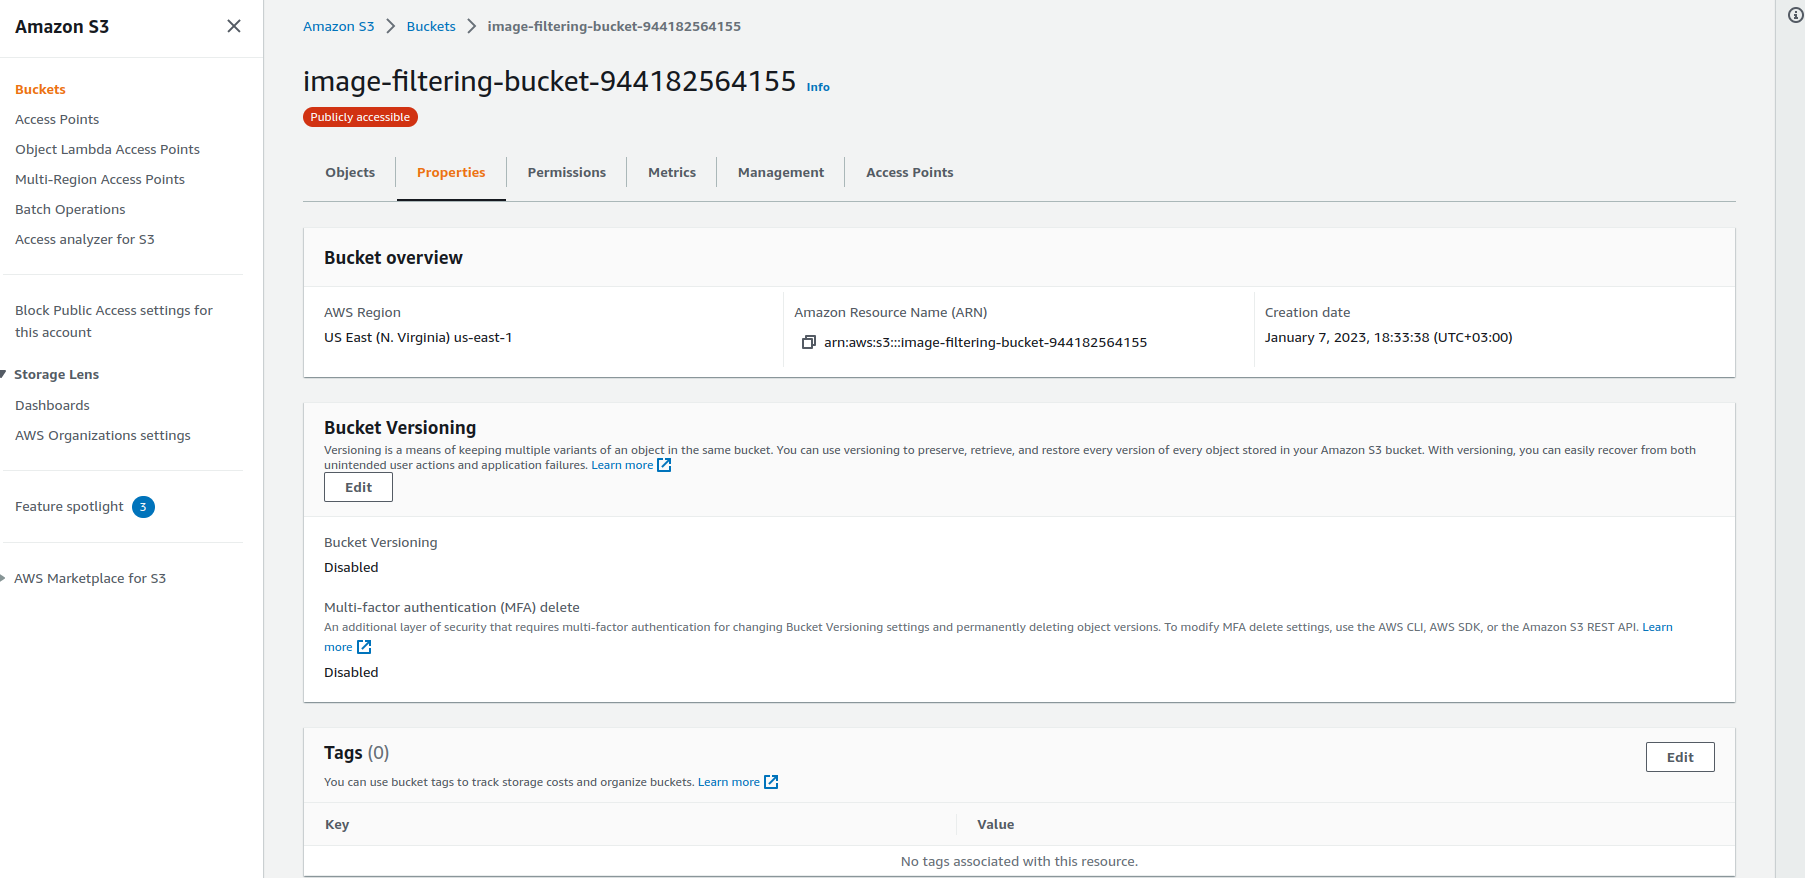 Amazon S3
Buckets
Access Points
Object Lambda Access Points
Multi-Region Access Points
Batch Operations
Access analyzer for S3
Block Public Access settings for
this account
Storage Lens
Dashboards
AWS Organizations settings
Feature spotlight 3
AWS Marketplace for S3
Amazon S3 Buckets image-filtering-bucket-944182564155
image-filtering-bucket-944182564155 Info
Publicly accessible
Objects Properties Permissions Metrics Management Access Points
Bucket overview
AWS Region
US East (N. Virginia) us-east-1
Amazon Resource Name (ARN)
arn:aws:s3:::image-filtering-bucket-944182564155
Creation date
January 7, 2023, 18:33:38 (UTC+03:00)
Bucket Versioning
Versioning is a means of keeping multiple variants of an object in the same bucket. You can use versioning to preserve, retrieve, and restore every version of every object stored in your Amazon S3 bucket. With versioning, you can easily recover from both
unintended user actions and application failures. Learn more
Edit
Bucket Versioning
Disabled
Multi-factor authentication (MFA) delete
An additional layer of security that requires multi-factor authentication for changing Bucket Versioning settings and permanently deleting object versions. To modify MFA delete settings, use the AWS CLI, AWS SDK, or the Amazon S3 REST API. Learn
more
Disabled
Tags (0)
Edit
You can use bucket tags to track storage costs and organize buckets. Learn more
Key Value
No tags associated with this resource.